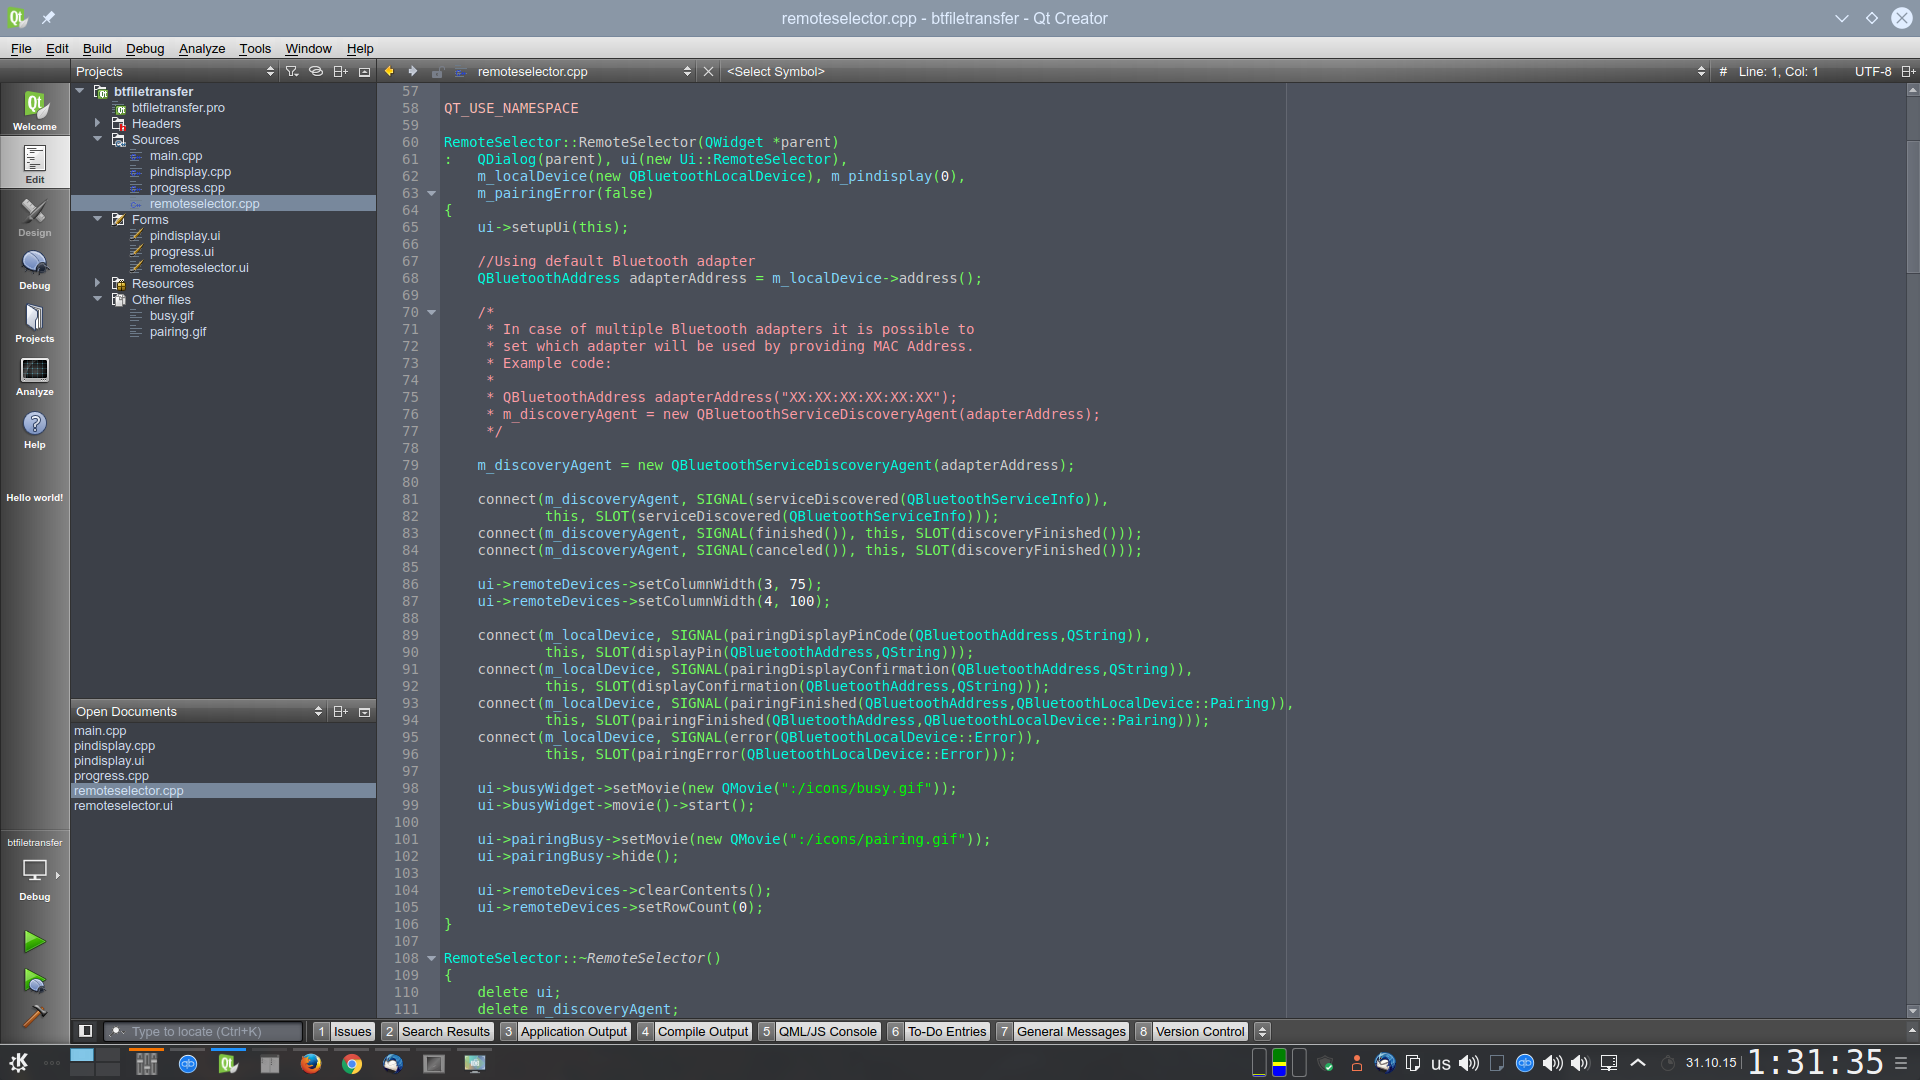 remoteselector.cpp - btfiletransfer - Qt Creator
File Edit Build Debug Analyze Tools Window Help
Projects
remoteselector.cpp
<Select Symbol>
# Line: 1, Col: 1
UTF-8
Welcome
Edit
Design
Debug
Projects
Analyze
Help
Hello world!
btfiletransfer
Debug
btfiletransfer
btfiletransfer.pro
Headers
Sources
main.cpp
pindisplay.cpp
progress.cpp
remoteselector.cpp
Forms
pindisplay.ui
progress.ui
remoteselector.ui
Resources
Other files
busy.gif
pairing.gif
Open Documents
main.cpp
pindisplay.cpp
pindisplay.ui
progress.cpp
remoteselector.cpp
remoteselector.ui
57
58 QT_USE_NAMESPACE
59
60 RemoteSelector::RemoteSelector(QWidget *parent)
61 :   QDialog(parent), ui(new Ui::RemoteSelector),
62     m_localDevice(new QBluetoothLocalDevice), m_pindisplay(0),
63     m_pairingError(false)
64 {
65     ui->setupUi(this);
66
67     //Using default Bluetooth adapter
68     QBluetoothAddress adapterAddress = m_localDevice->address();
69
70     /*
71      * In case of multiple Bluetooth adapters it is possible to
72      * set which adapter will be used by providing MAC Address.
73      * Example code:
74      *
75      * QBluetoothAddress adapterAddress("XX:XX:XX:XX:XX:XX");
76      * m_discoveryAgent = new QBluetoothServiceDiscoveryAgent(adapterAddress);
77      */
78
79     m_discoveryAgent = new QBluetoothServiceDiscoveryAgent(adapterAddress);
80
81     connect(m_discoveryAgent, SIGNAL(serviceDiscovered(QBluetoothServiceInfo)),
82             this, SLOT(serviceDiscovered(QBluetoothServiceInfo)));
83     connect(m_discoveryAgent, SIGNAL(finished()), this, SLOT(discoveryFinished()));
84     connect(m_discoveryAgent, SIGNAL(canceled()), this, SLOT(discoveryFinished()));
85
86     ui->remoteDevices->setColumnWidth(3, 75);
87     ui->remoteDevices->setColumnWidth(4, 100);
88
89     connect(m_localDevice, SIGNAL(pairingDisplayPinCode(QBluetoothAddress,QString)),
90             this, SLOT(displayPin(QBluetoothAddress,QString)));
91     connect(m_localDevice, SIGNAL(pairingDisplayConfirmation(QBluetoothAddress,QString)),
92             this, SLOT(displayConfirmation(QBluetoothAddress,QString)));
93     connect(m_localDevice, SIGNAL(pairingFinished(QBluetoothAddress,QBluetoothLocalDevice::Pairing)),
94             this, SLOT(pairingFinished(QBluetoothAddress,QBluetoothLocalDevice::Pairing)));
95     connect(m_localDevice, SIGNAL(error(QBluetoothLocalDevice::Error)),
96             this, SLOT(pairingError(QBluetoothLocalDevice::Error)));
97
98     ui->busyWidget->setMovie(new QMovie(":/icons/busy.gif"));
99     ui->busyWidget->movie()->start();
100
101     ui->pairingBusy->setMovie(new QMovie(":/icons/pairing.gif"));
102     ui->pairingBusy->hide();
103
104     ui->remoteDevices->clearContents();
105     ui->remoteDevices->setRowCount(0);
106 }
107
108 RemoteSelector::~RemoteSelector()
109 {
110     delete ui;
111     delete m_discoveryAgent;
Type to locate (Ctrl+K)
1 Issues 2 Search Results 3 Application Output 4 Compile Output 5 QML/JS Console 6 To-Do Entries 7 General Messages 8 Version Control
us
31.10.15
1:31:35